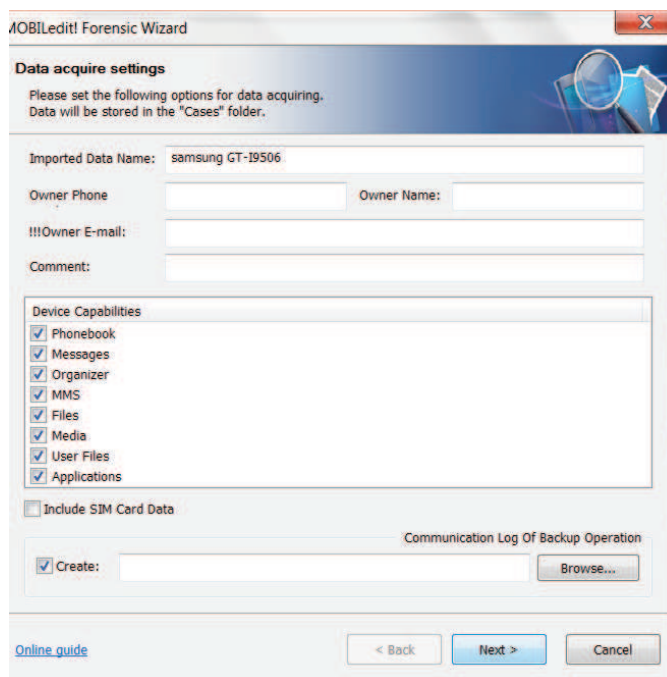 MOBILedit! Forensic Wizard
Data acquire settings
Please set the following options for data acquiring.
Data will be stored in the "Cases" folder.
Imported Data Name: samsung GT-I9506
Owner Phone Owner Name:
!!!Owner E-mail:
Comment:
Device Capabilities
Phonebook
Messages
Organizer
MMS
Files
Media
User Files
Applications
Include SIM Card Data
Communication Log Of Backup Operation
Create: Browse...
Online guide < Back Next > Cancel